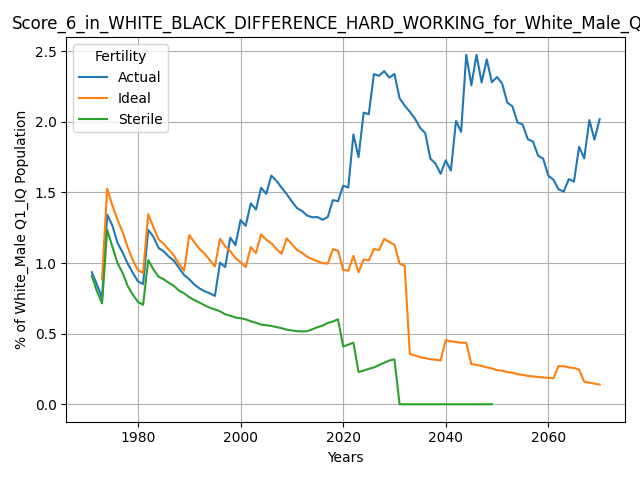 Score_6_in_WHITE_BLACK_DIFFERENCE_HARD_WORKING_for_White_Male_Q
% of White_Male Q1_IQ Population
2.5
2.0
1.5
1.0
0.5
0.0
Fertility
Actual
Ideal
Sterile
1980
2000
2020
2040
2060
Years